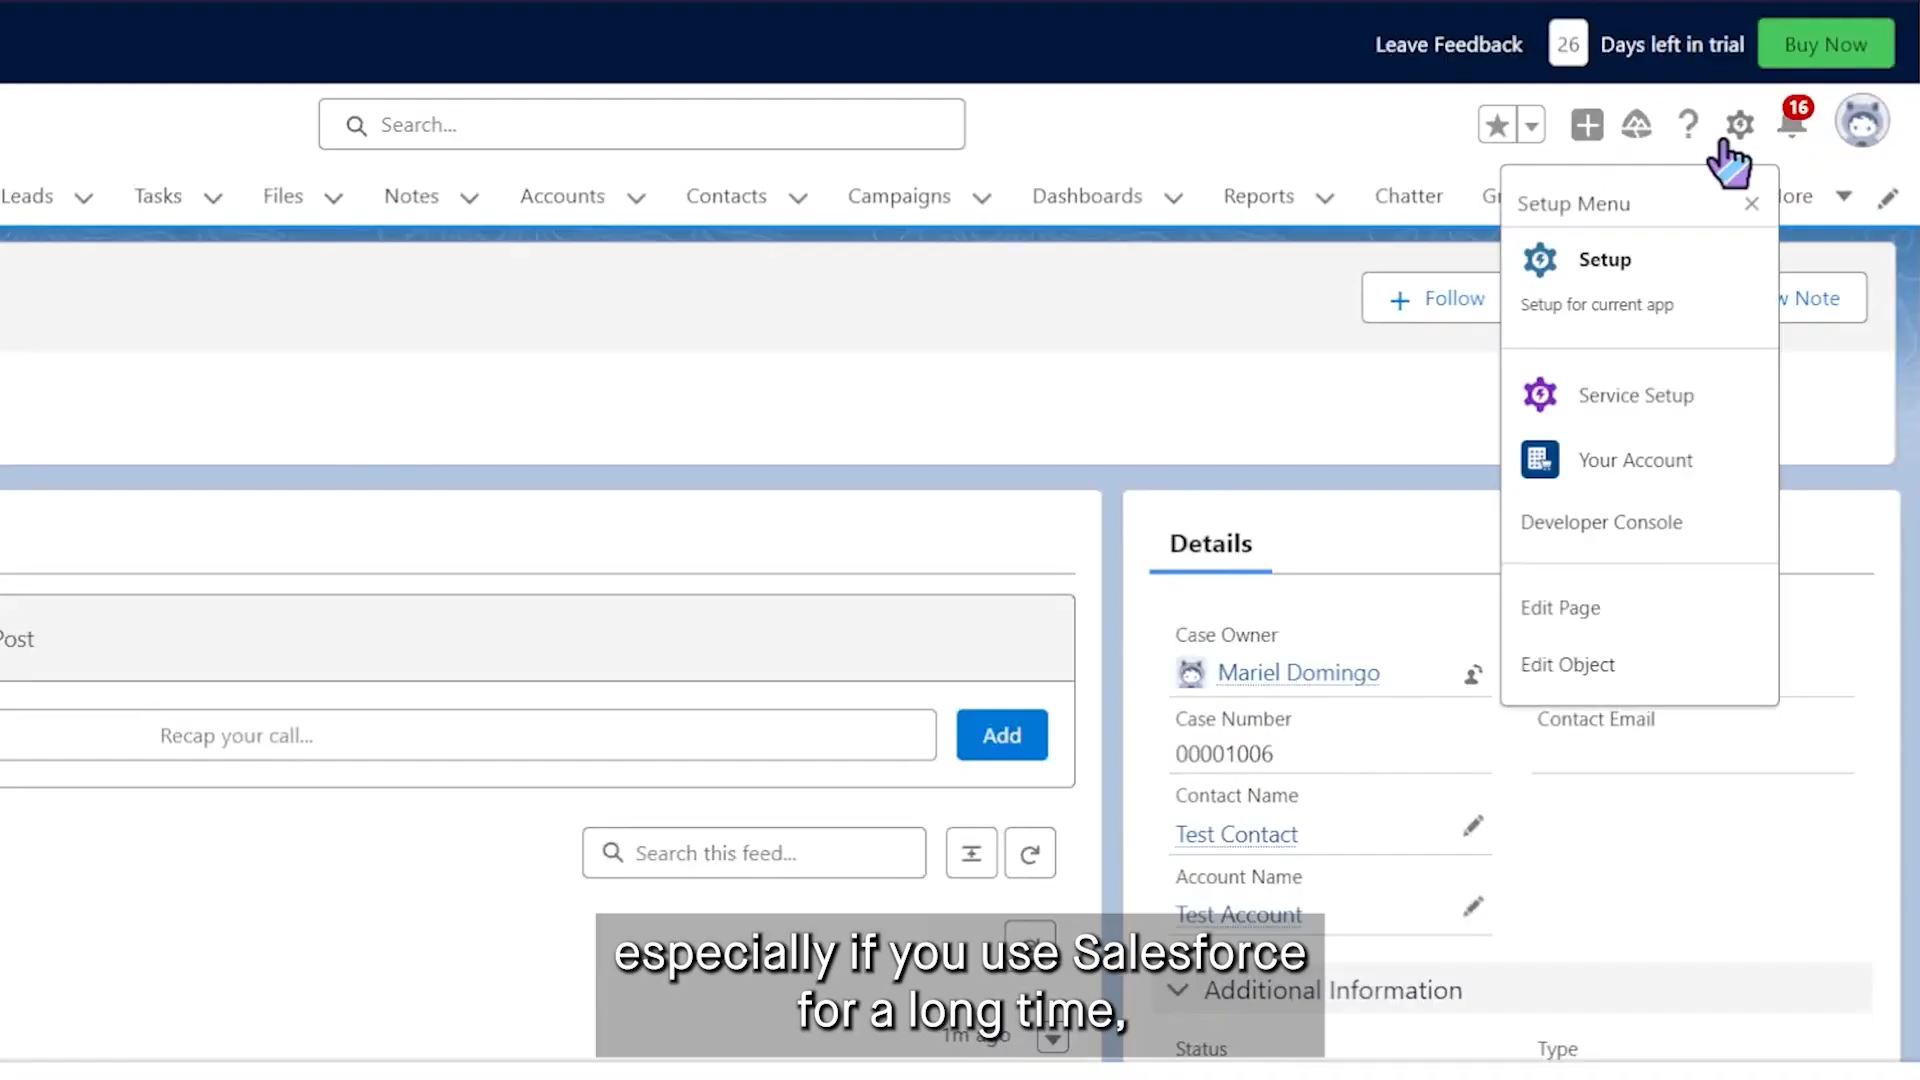 Leave Feedback 26 Days left in trial Buy Now
Search...
16
Leads Tasks Files Notes Accounts Contacts Campaigns Dashboards Reports Chatter
Setup Menu
Setup
Setup for current app
Follow
Note
Service Setup
Your Account
Developer Console
Edit Page
Edit Object
Details
Post
Case Owner
Mariel Domingo
Case Number
00001006
Contact Email
Recap your call...
Add
Contact Name
Test Contact
Search this feed...
Account Name
Test Account
especially if you use Salesforce
for a long time,
Additional Information
1m ago
Status
Type